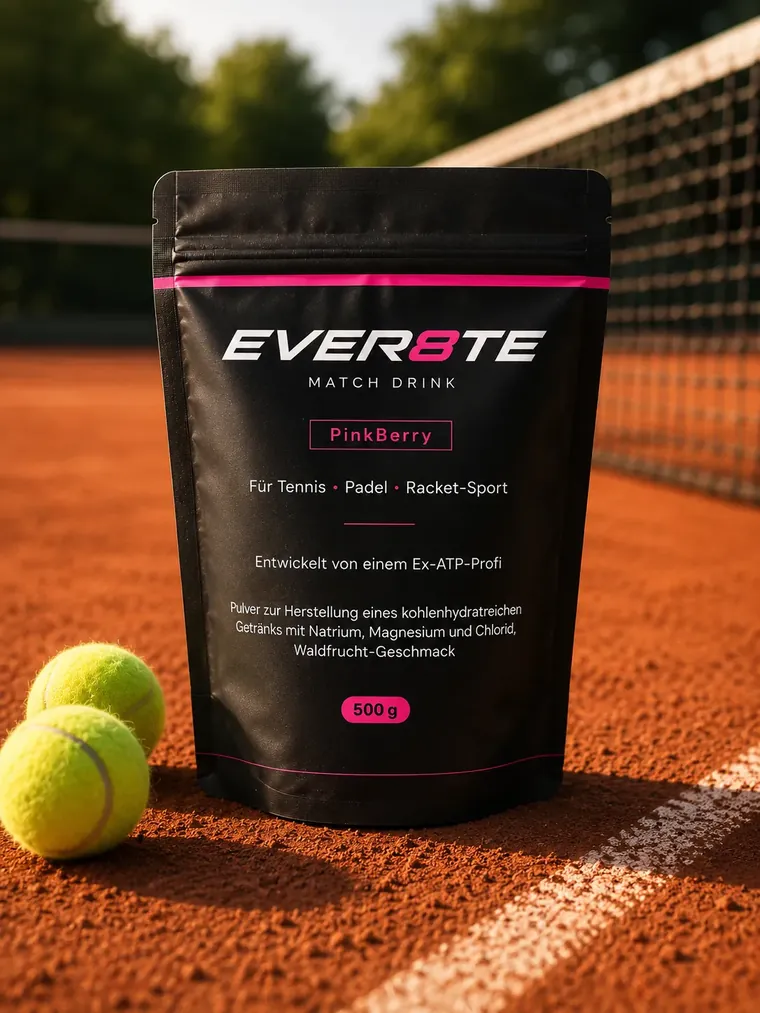 EVER8TE
MATCH DRINK
PinkBerry
Für Tennis • Padel • Racket-Sport
Entwickelt von einem Ex-ATP-Profi
Pulver zur Herstellung eines kohlenhydratreichen
Getränks mit Natrium, Magnesium und Chlorid,
Waldfrucht-Geschmack
500 g